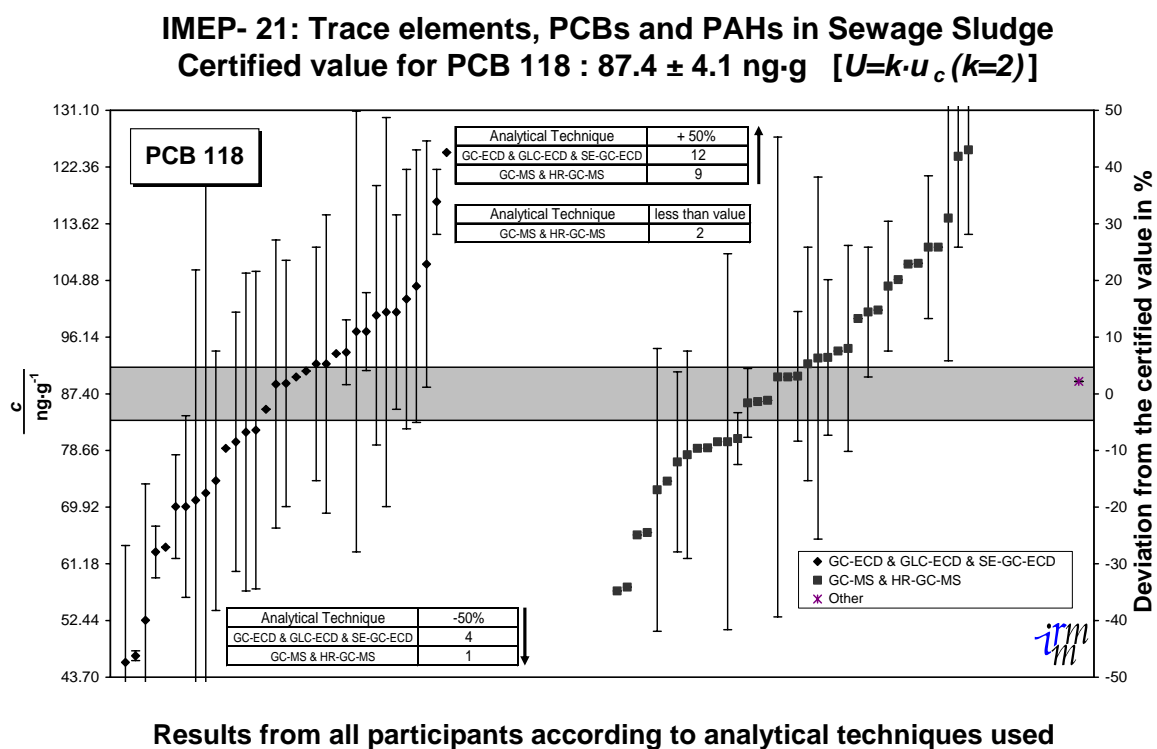 IMEP- 21: Trace elements, PCBs and PAHs in Sewage Sludge
Certified value for PCB 118 : 87.4 ± 4.1 ng·g   [U=k·u c (k=2)]
131.10
122.36
113.62
104.88
96.14
87.40
78.66
69.92
61.18
52.44
43.70
c
ng·g-1
PCB 118
Analytical Technique + 50%
GC-ECD & GLC-ECD & SE-GC-ECD 12
GC-MS & HR-GC-MS 9
Analytical Technique less than value
GC-MS & HR-GC-MS 2
Analytical Technique -50%
GC-ECD & GLC-ECD & SE-GC-ECD 4
GC-MS & HR-GC-MS 1
GC-ECD & GLC-ECD & SE-GC-ECD
GC-MS & HR-GC-MS
Other
irmm
50
40
30
20
10
0
-10
-20
-30
-40
-50
Deviation from the certified value in %
Results from all participants according to analytical techniques used